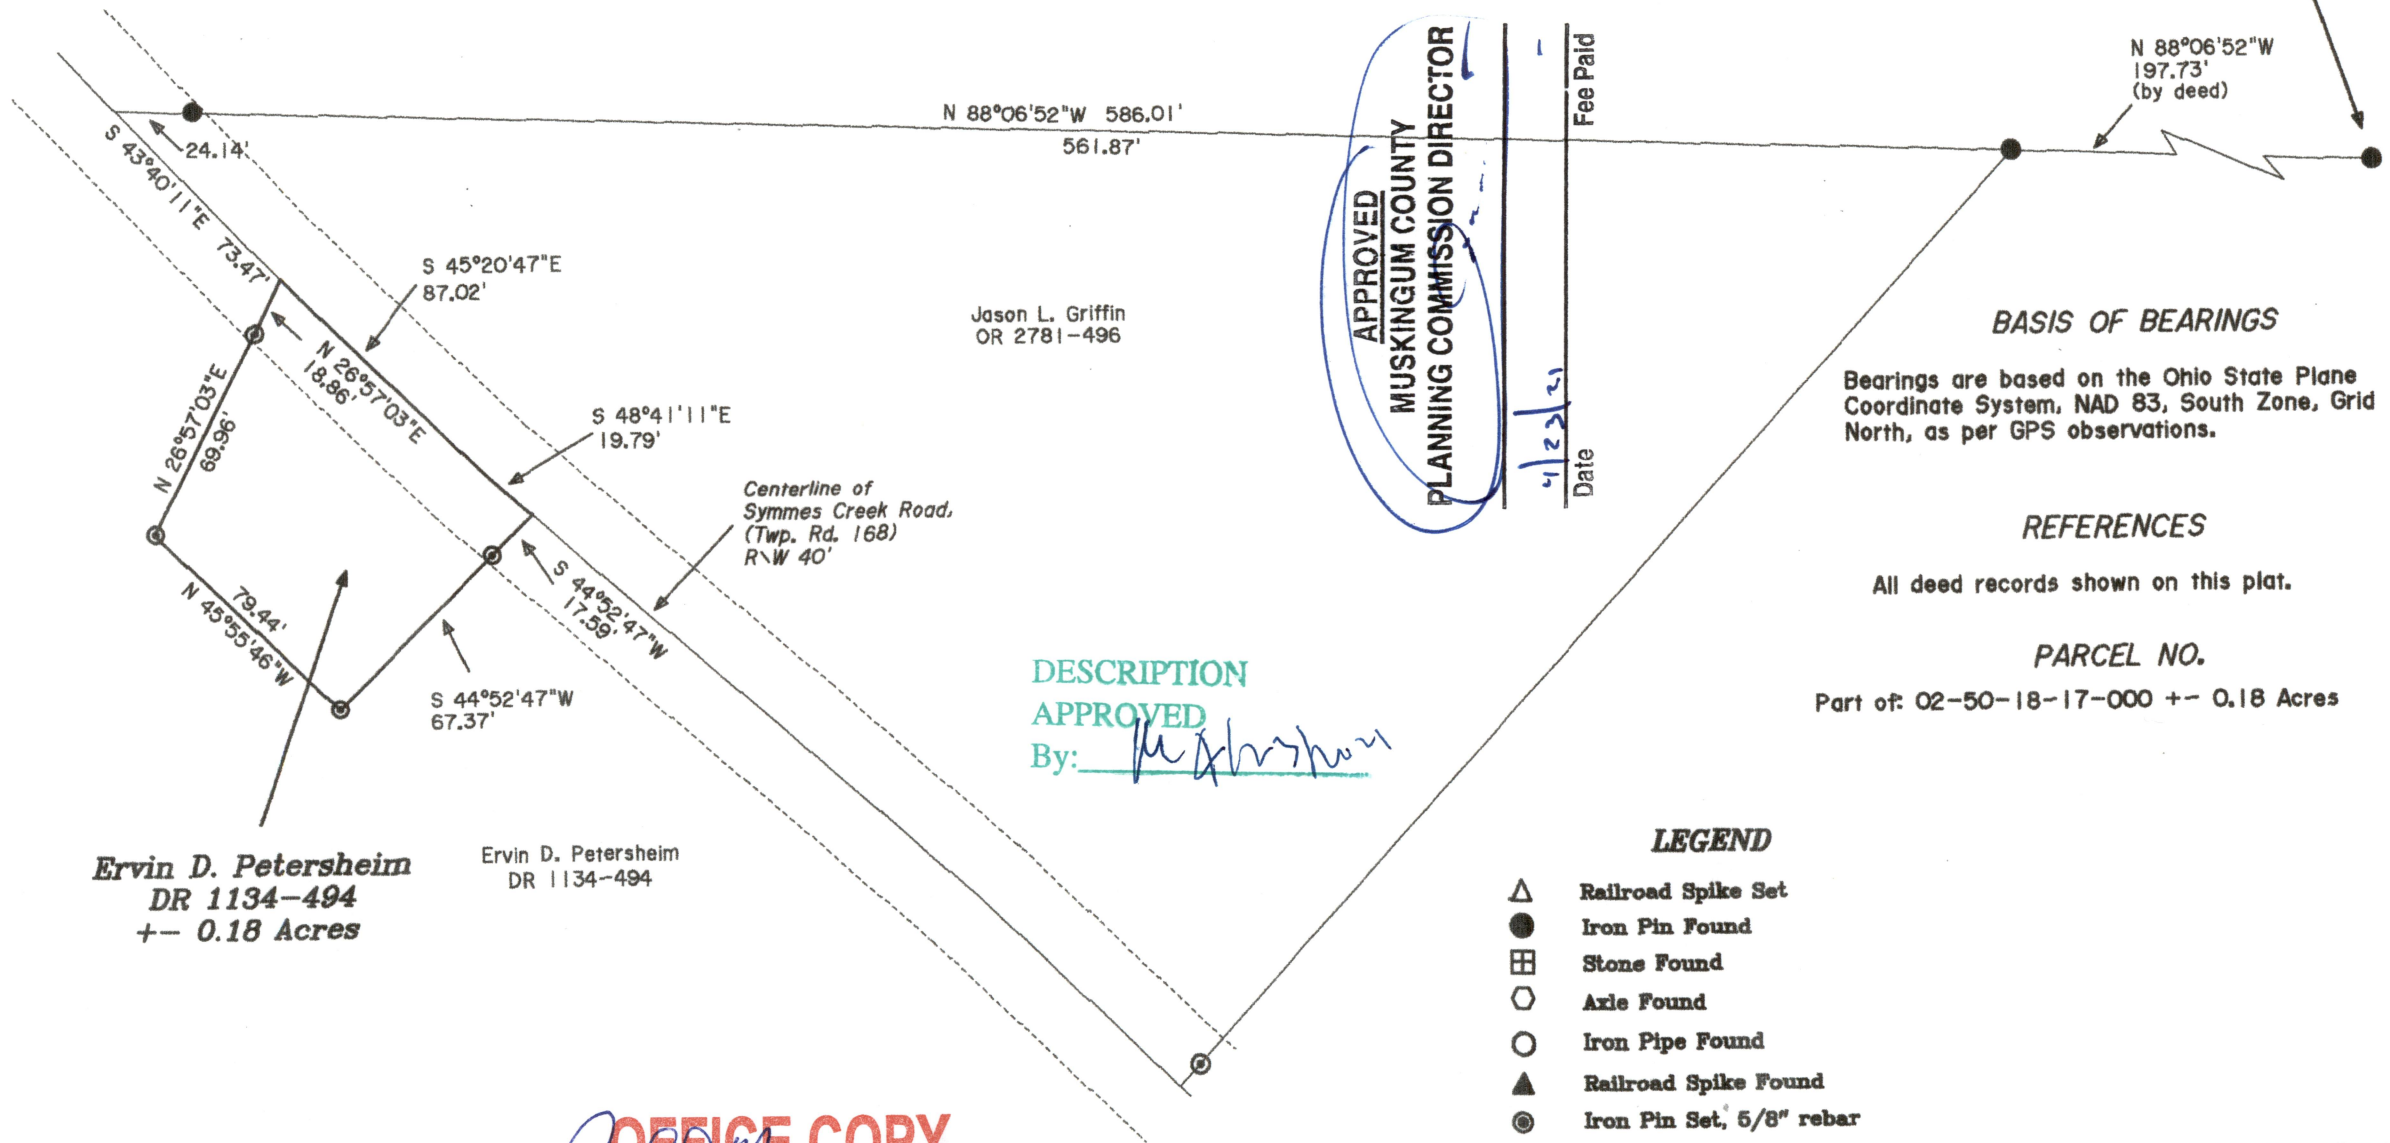 N 88°06'52"W
197.73'
(by deed)
N 88°06'52"W 586.01'
561.87'
24.14'
S 43°40'11"E 73.47'
S 45°20'47"E
87.02'
N 26°57'03"E
18.86'
N 26°57'03"E
69.96'
S 48°41'11"E
19.79'
Centerline of
Symmes Creek Road,
(Twp. Rd. 168)
R\W 40'
S 44°52'47"W
17.59'
79.44'
N 45°55'46"W
S 44°52'47"W
67.37'
Jason L. Griffin
OR 2781-496
APPROVED
MUSKINGUM COUNTY
PLANNING COMMISSION DIRECTOR
4/23/21
Date Fee Paid
BASIS OF BEARINGS
Bearings are based on the Ohio State Plane
Coordinate System, NAD 83, South Zone, Grid
North, as per GPS observations.
REFERENCES
All deed records shown on this plat.
PARCEL NO.
Part of: 02-50-18-17-000 +- 0.18 Acres
DESCRIPTION
APPROVED
By:
Ervin D. Petersheim
DR 1134-494
+- 0.18 Acres
Ervin D. Petersheim
DR 1134-494
LEGEND
Railroad Spike Set
Iron Pin Found
Stone Found
Axle Found
Iron Pipe Found
Railroad Spike Found
Iron Pin Set, 5/8" rebar
OFFICE COPY